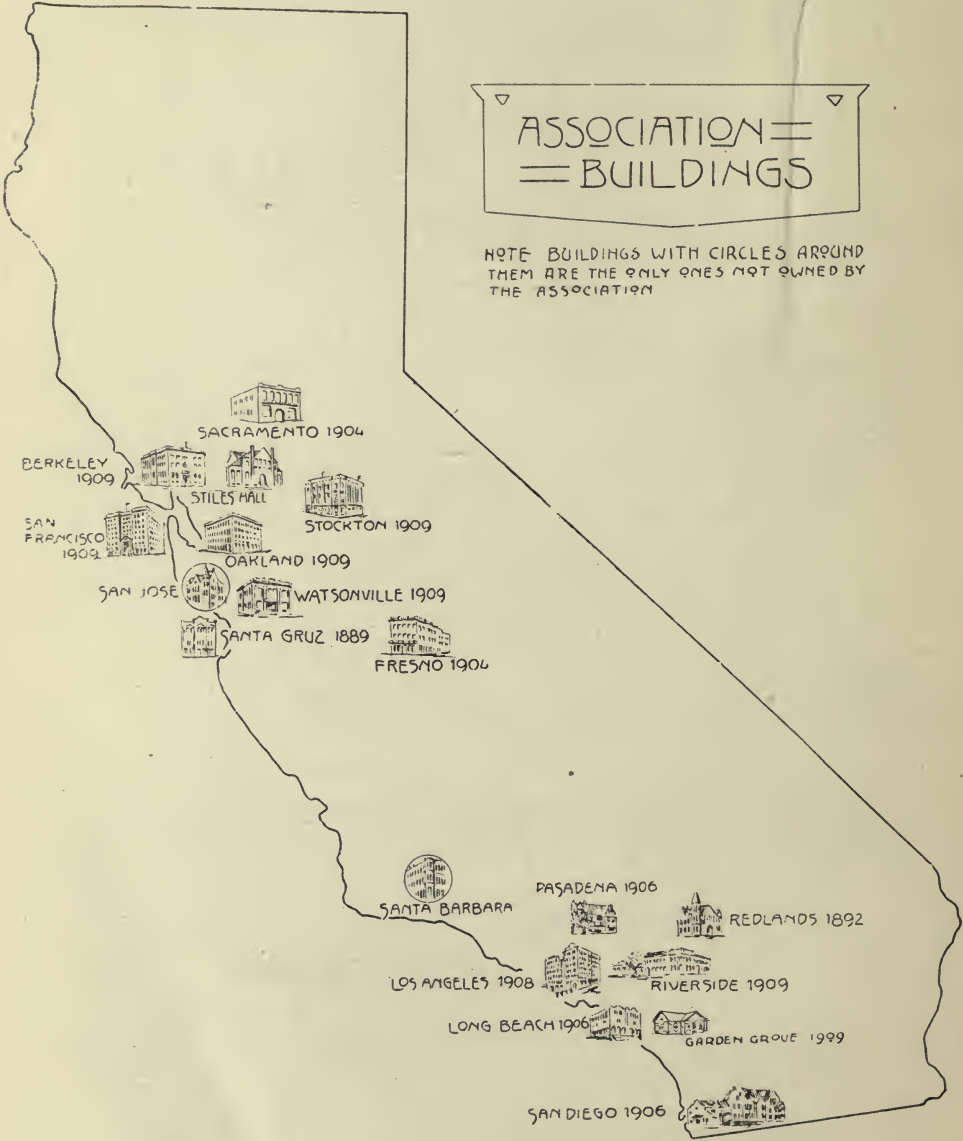 ASSOCIATION
BUILDINGS
NOTE BUILDINGS WITH CIRCLES AROUND
THEM ARE THE ONLY ONES NOT OWNED BY
THE ASSOCIATION
SACRAMENTO 1904
BERKELEY
1909
STILES HALL
STOCKTON 1909
SAN
FRANCISCO
1909
OAKLAND 1909
SAN JOSE
WATSONVILLE 1909
SANTA GRUZ 1889
FRESNO 1904
SANTA BARBARA
PASADENA 1906
REDLANDS 1892
LOS ANGELES 1908
RIVERSIDE 1909
LONG BEACH 1906
GARDEN GROVE 1909
SAN DIEGO 1906